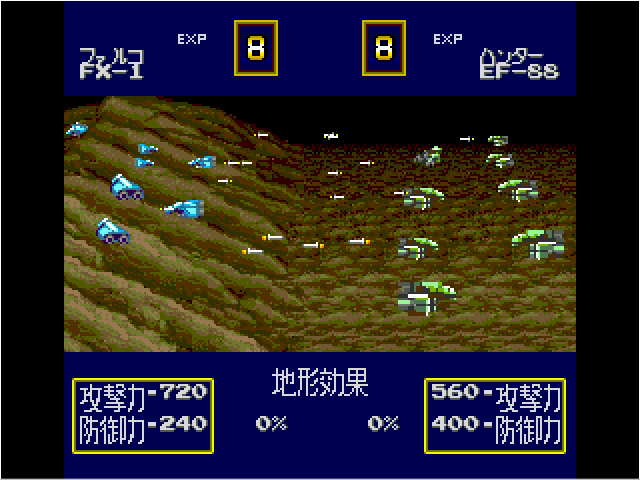 EXP 8 8 EXP
ファルコ ハンター
FX-1 EF-88
地形効果
攻撃力-720 560-攻撃力
防御力-240 0% 0% 400-防御力